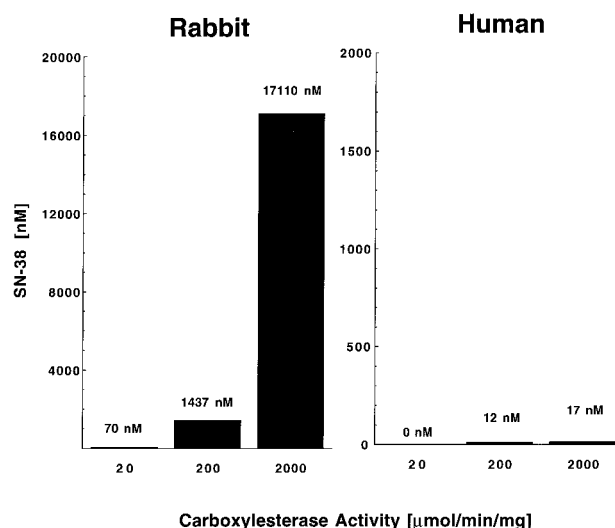 Rabbit
Human
20000
16000
12000
8000
4000
SN-38 [nM]
70 nM
1437 nM
17110 nM
20
200
2000
2000
1500
1000
500
0
0 nM
12 nM
17 nM
20
200
2000
Carboxylesterase Activity [μmol/min/mg]